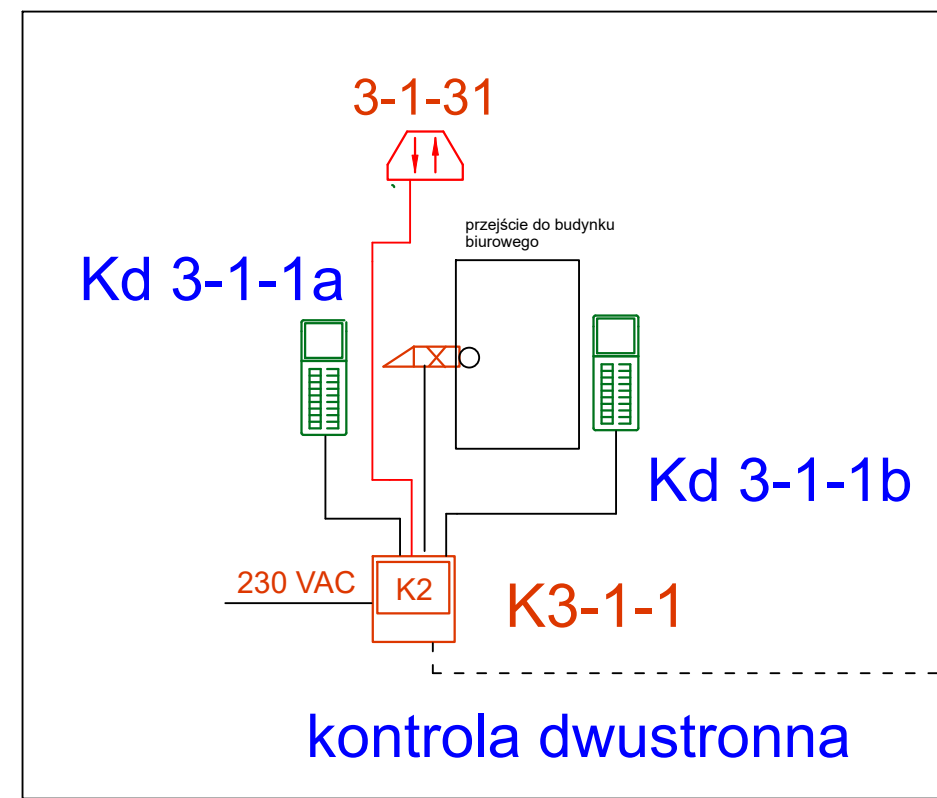 3-1-31
przejście do budynku
biurowego
Kd 3-1-1a
Kd 3-1-1b
230 VAC
K2
K3-1-1
kontrola dwustronna